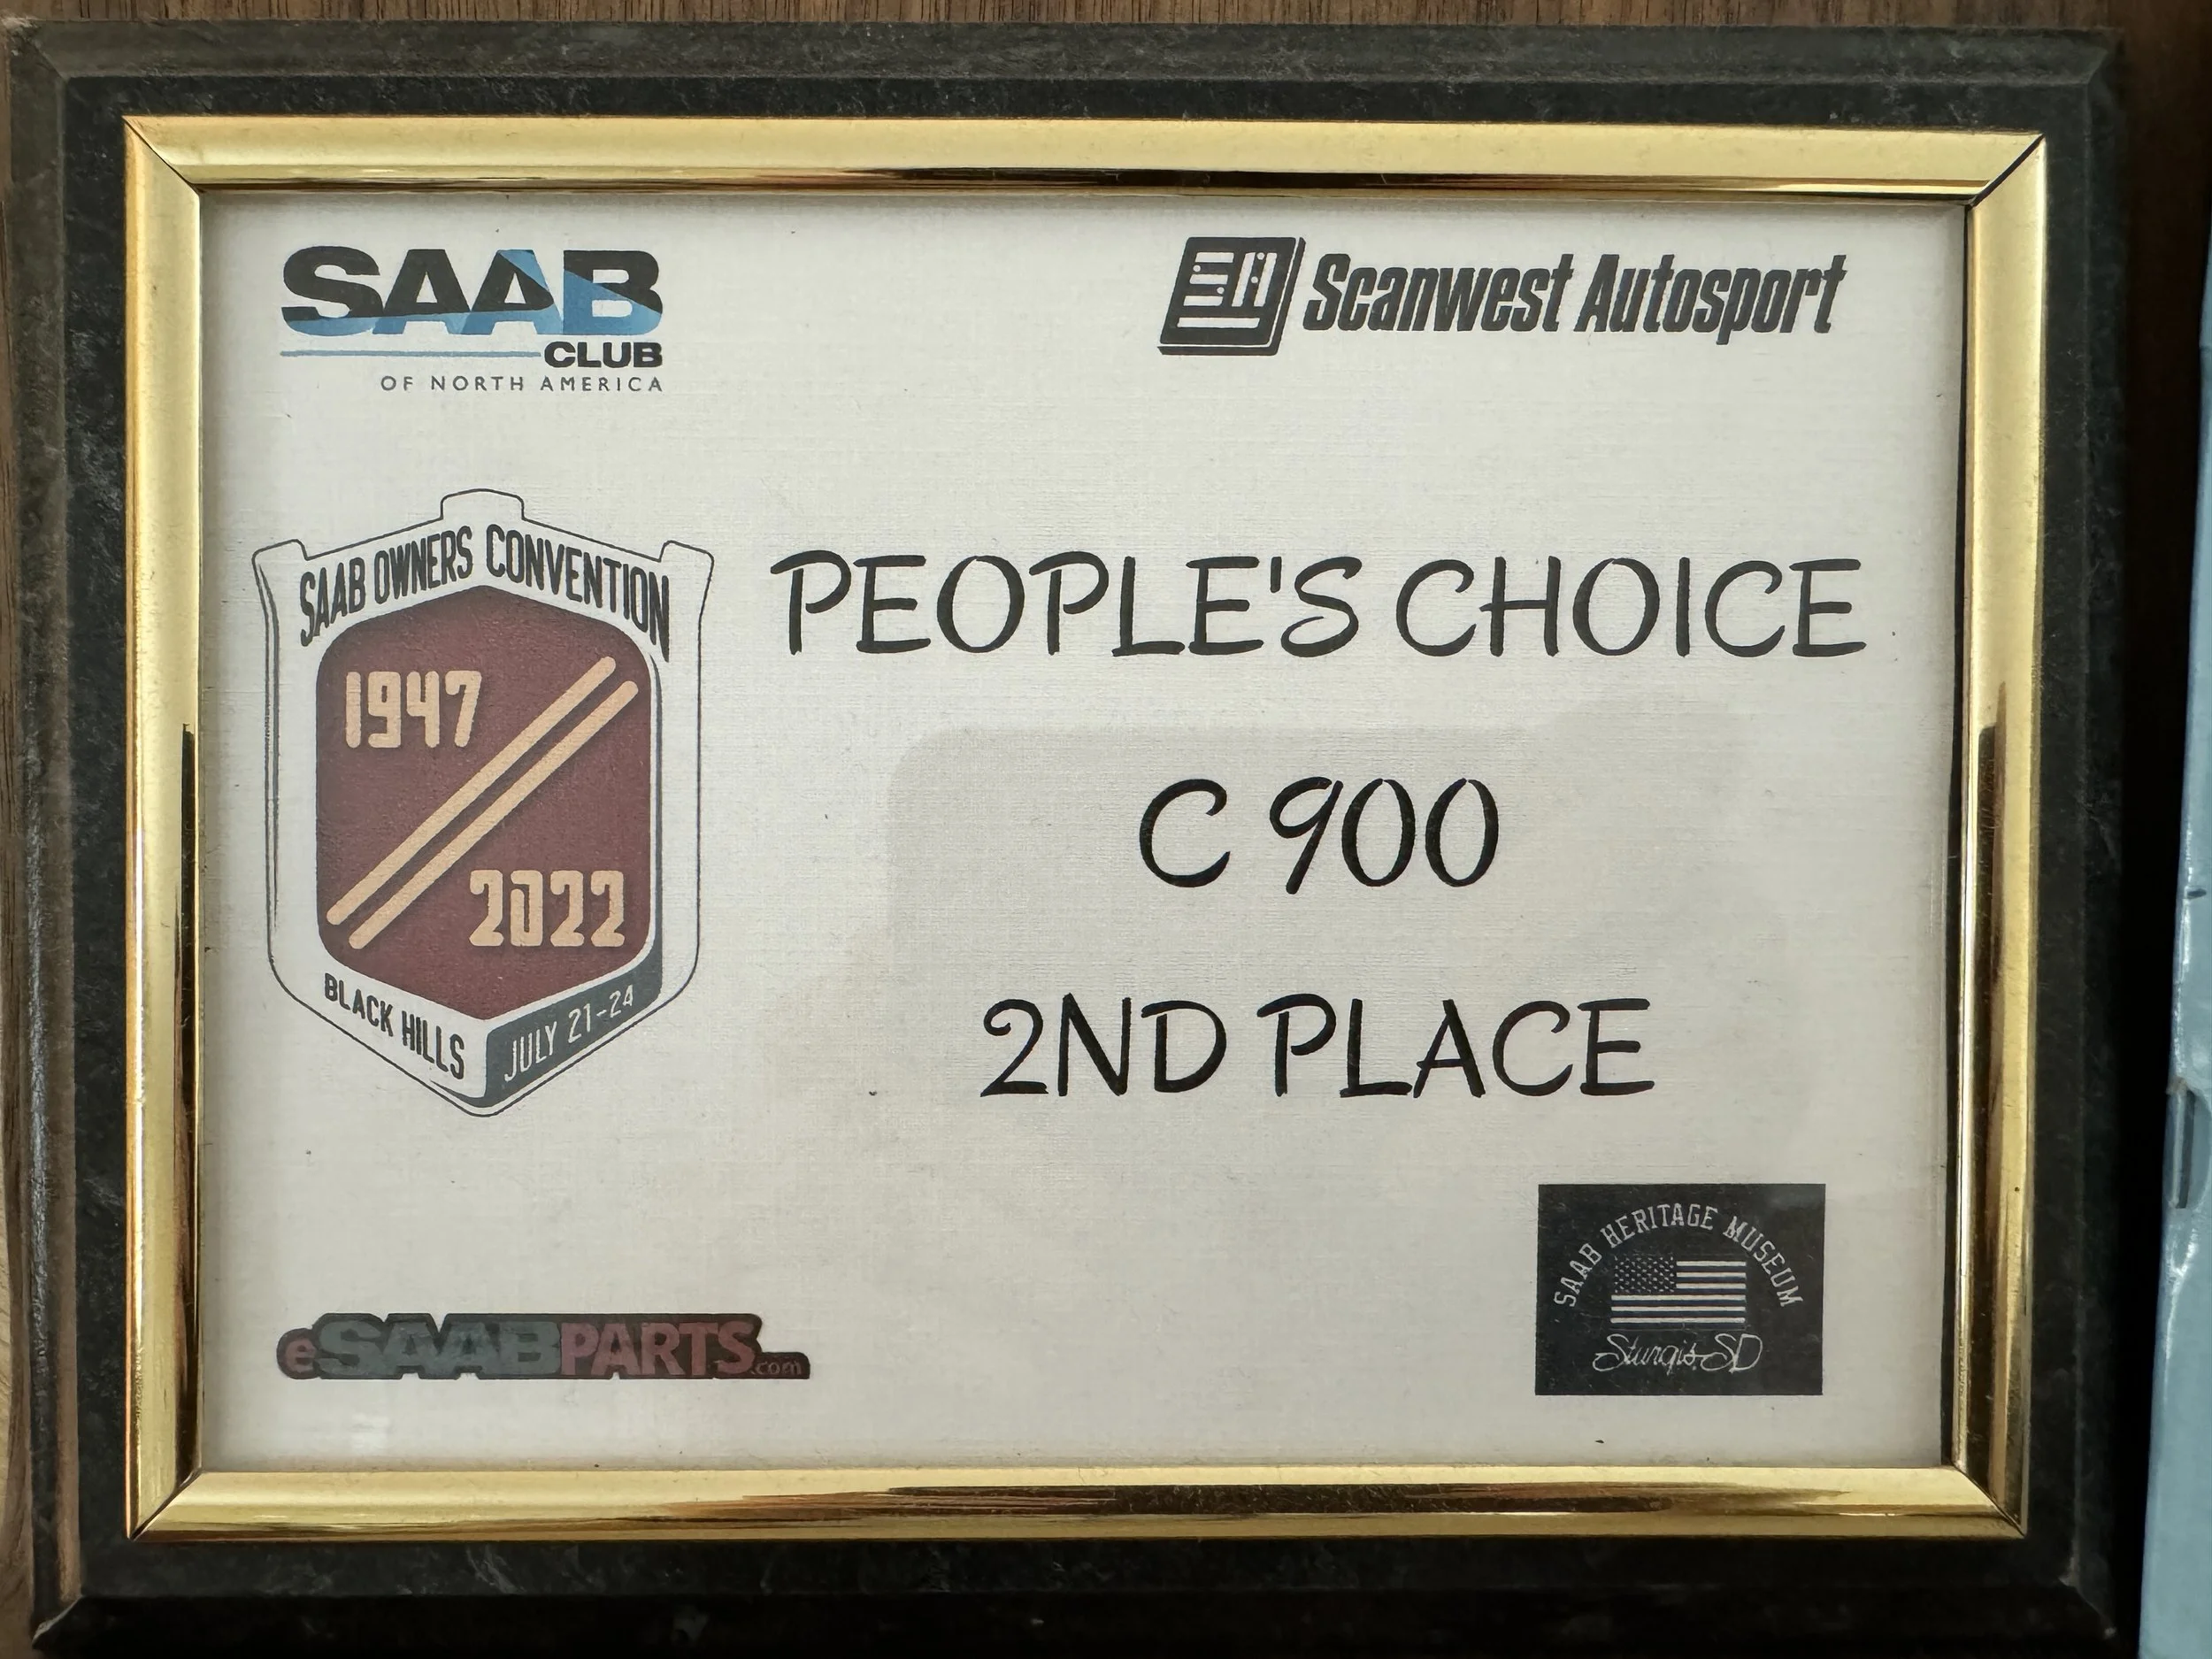 SAAB
CLUB
OF NORTH AMERICA
Scanwest Autosport
SAAB OWNERS CONVENTION
1947
2022
BLACK HILLS
JULY 21-24
PEOPLE'S CHOICE
C 900
2ND PLACE
eSAABPARTS.com
SAAB HERITAGE MUSEUM
Sturgis, SD